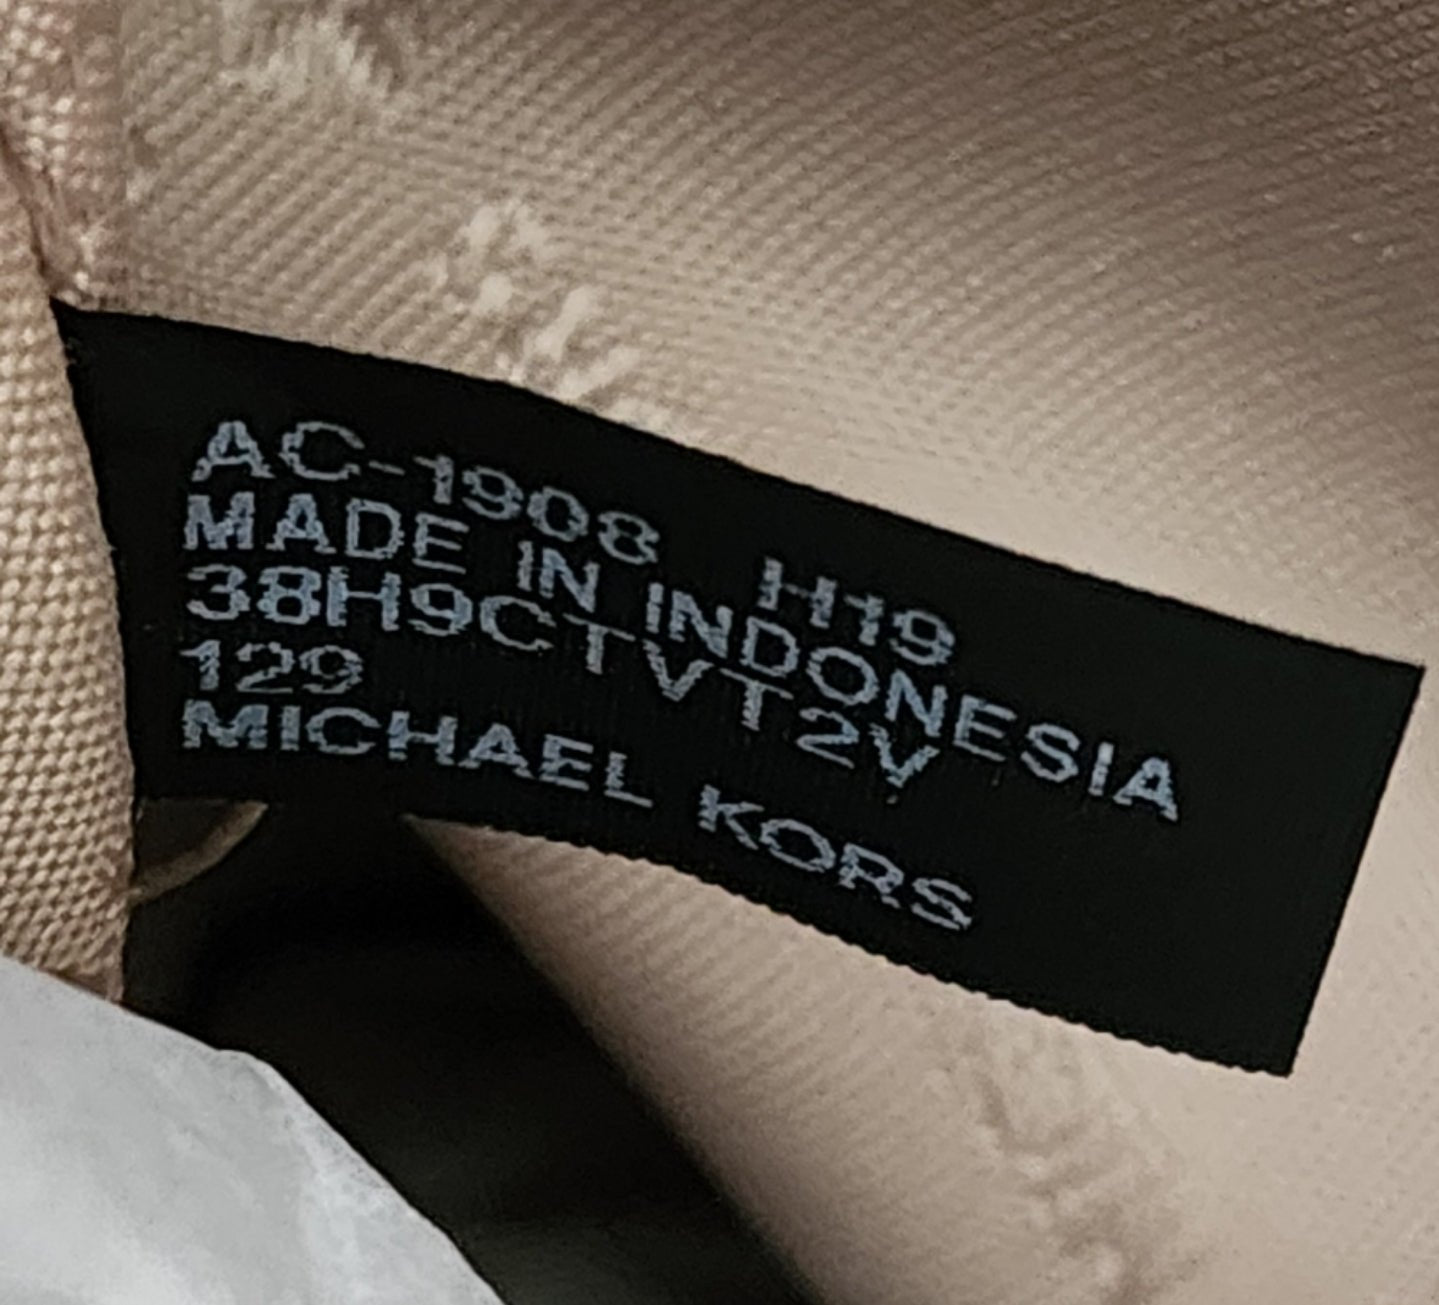 AC-1908 H19
MADE IN INDONESIA
38H9CTVT2V
129
MICHAEL KORS